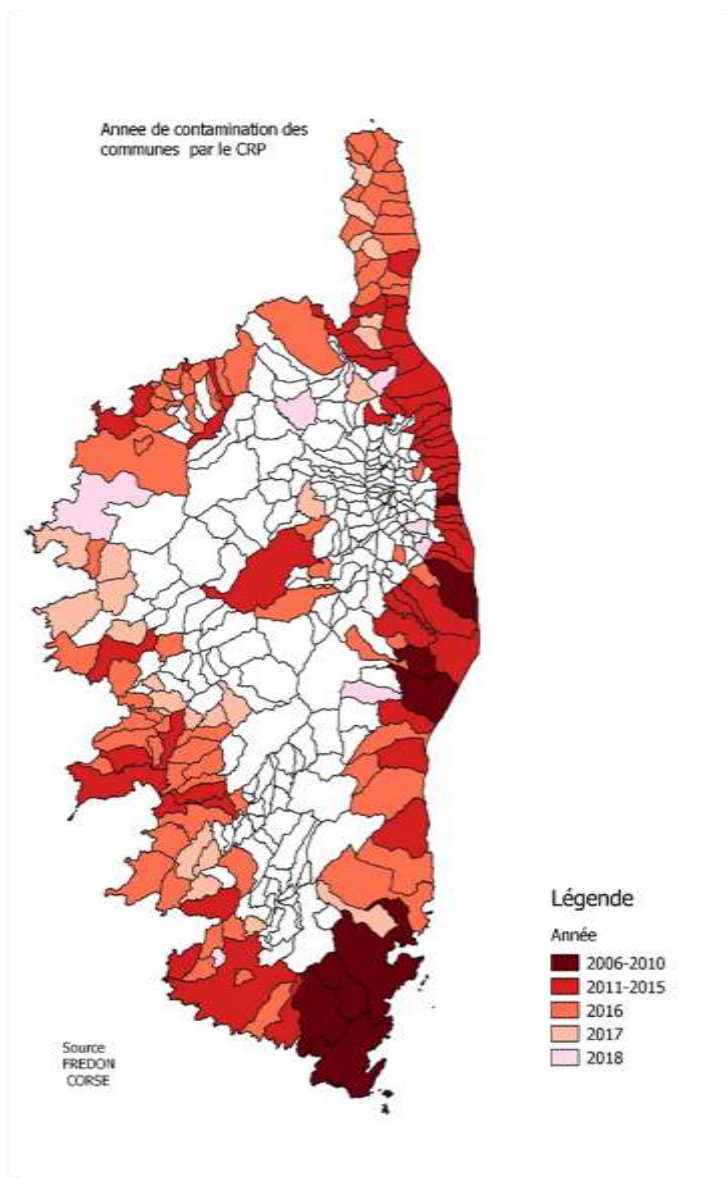 Annee de contamination des
communes par le CRP
Légende
Année
2006-2010
2011-2015
2016
2017
2018
Source
FREDON
CORSE